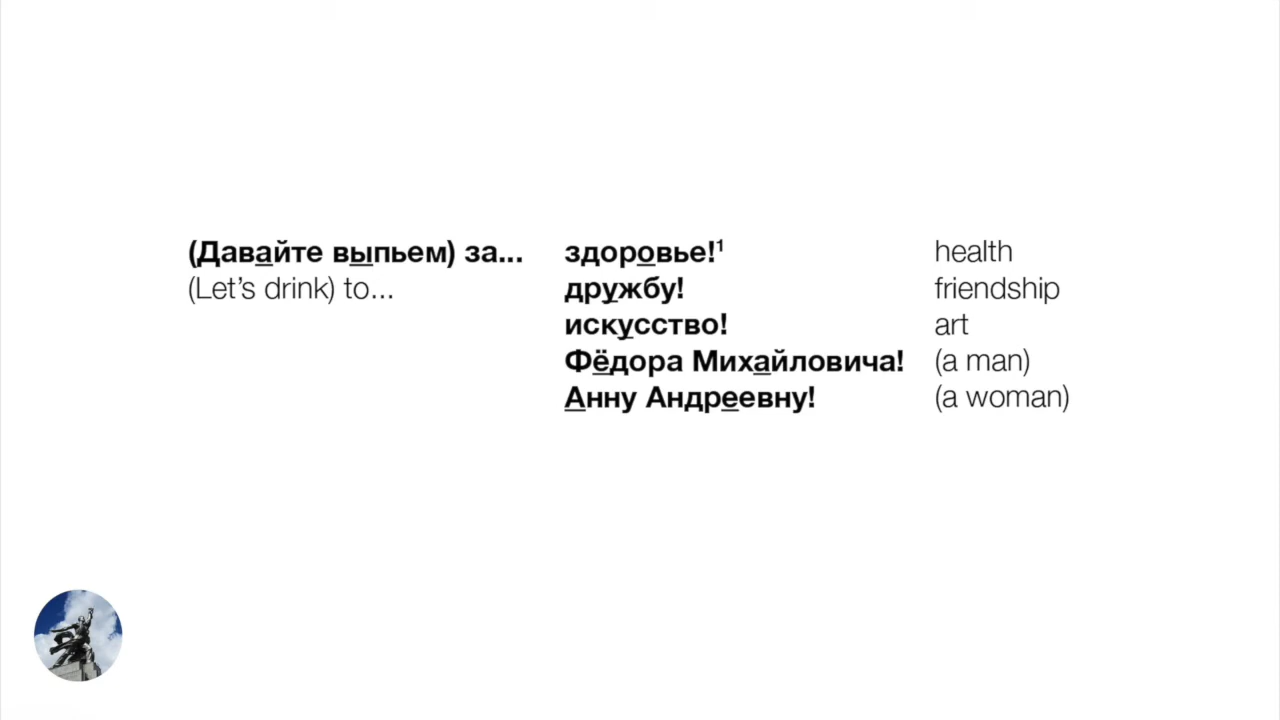 (Давайте выпьем) за... здоровье!¹ health
(Let's drink) to... дружбу! friendship
искусство! art
Фёдора Михайловича! (a man)
Анну Андреевну! (a woman)